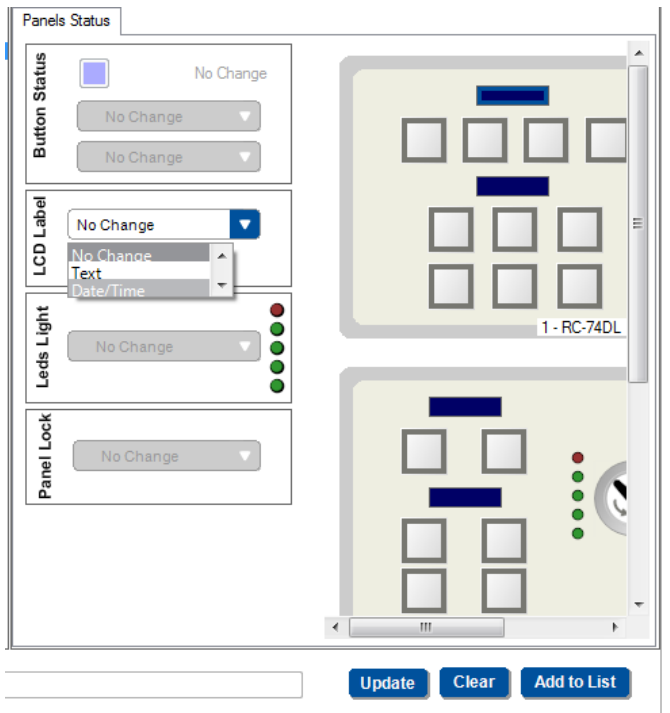 Panels Status
Button Status
No Change
No Change
No Change
LCD Label
No Change
No Change
Text
Date/Time
Leds Light
No Change
Panel Lock
No Change
1 - RC-74DL
Update
Clear
Add to List